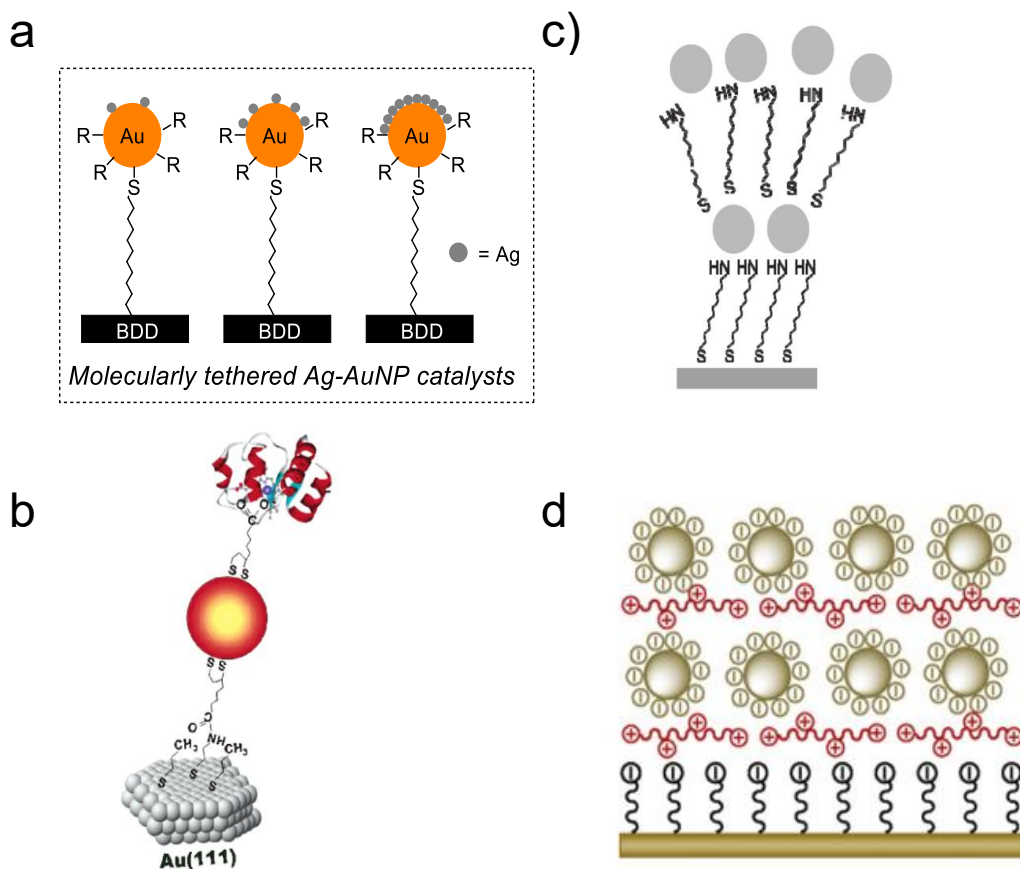 a
Au Au Au
R R R R R R
R R R R R R
S S S
= Ag
BDD BDD BDD
Molecularly tethered Ag-AuNP catalysts
c)
HN HN HN HN HN
S S S S S
HN HN HN HN
S S S S
b
O O
C
S S
S S
C
O
NH
CH3 CH3
S S S
Au(111)
d
+ + + + + + + + + + + +
+ + + + + + + + + + + +